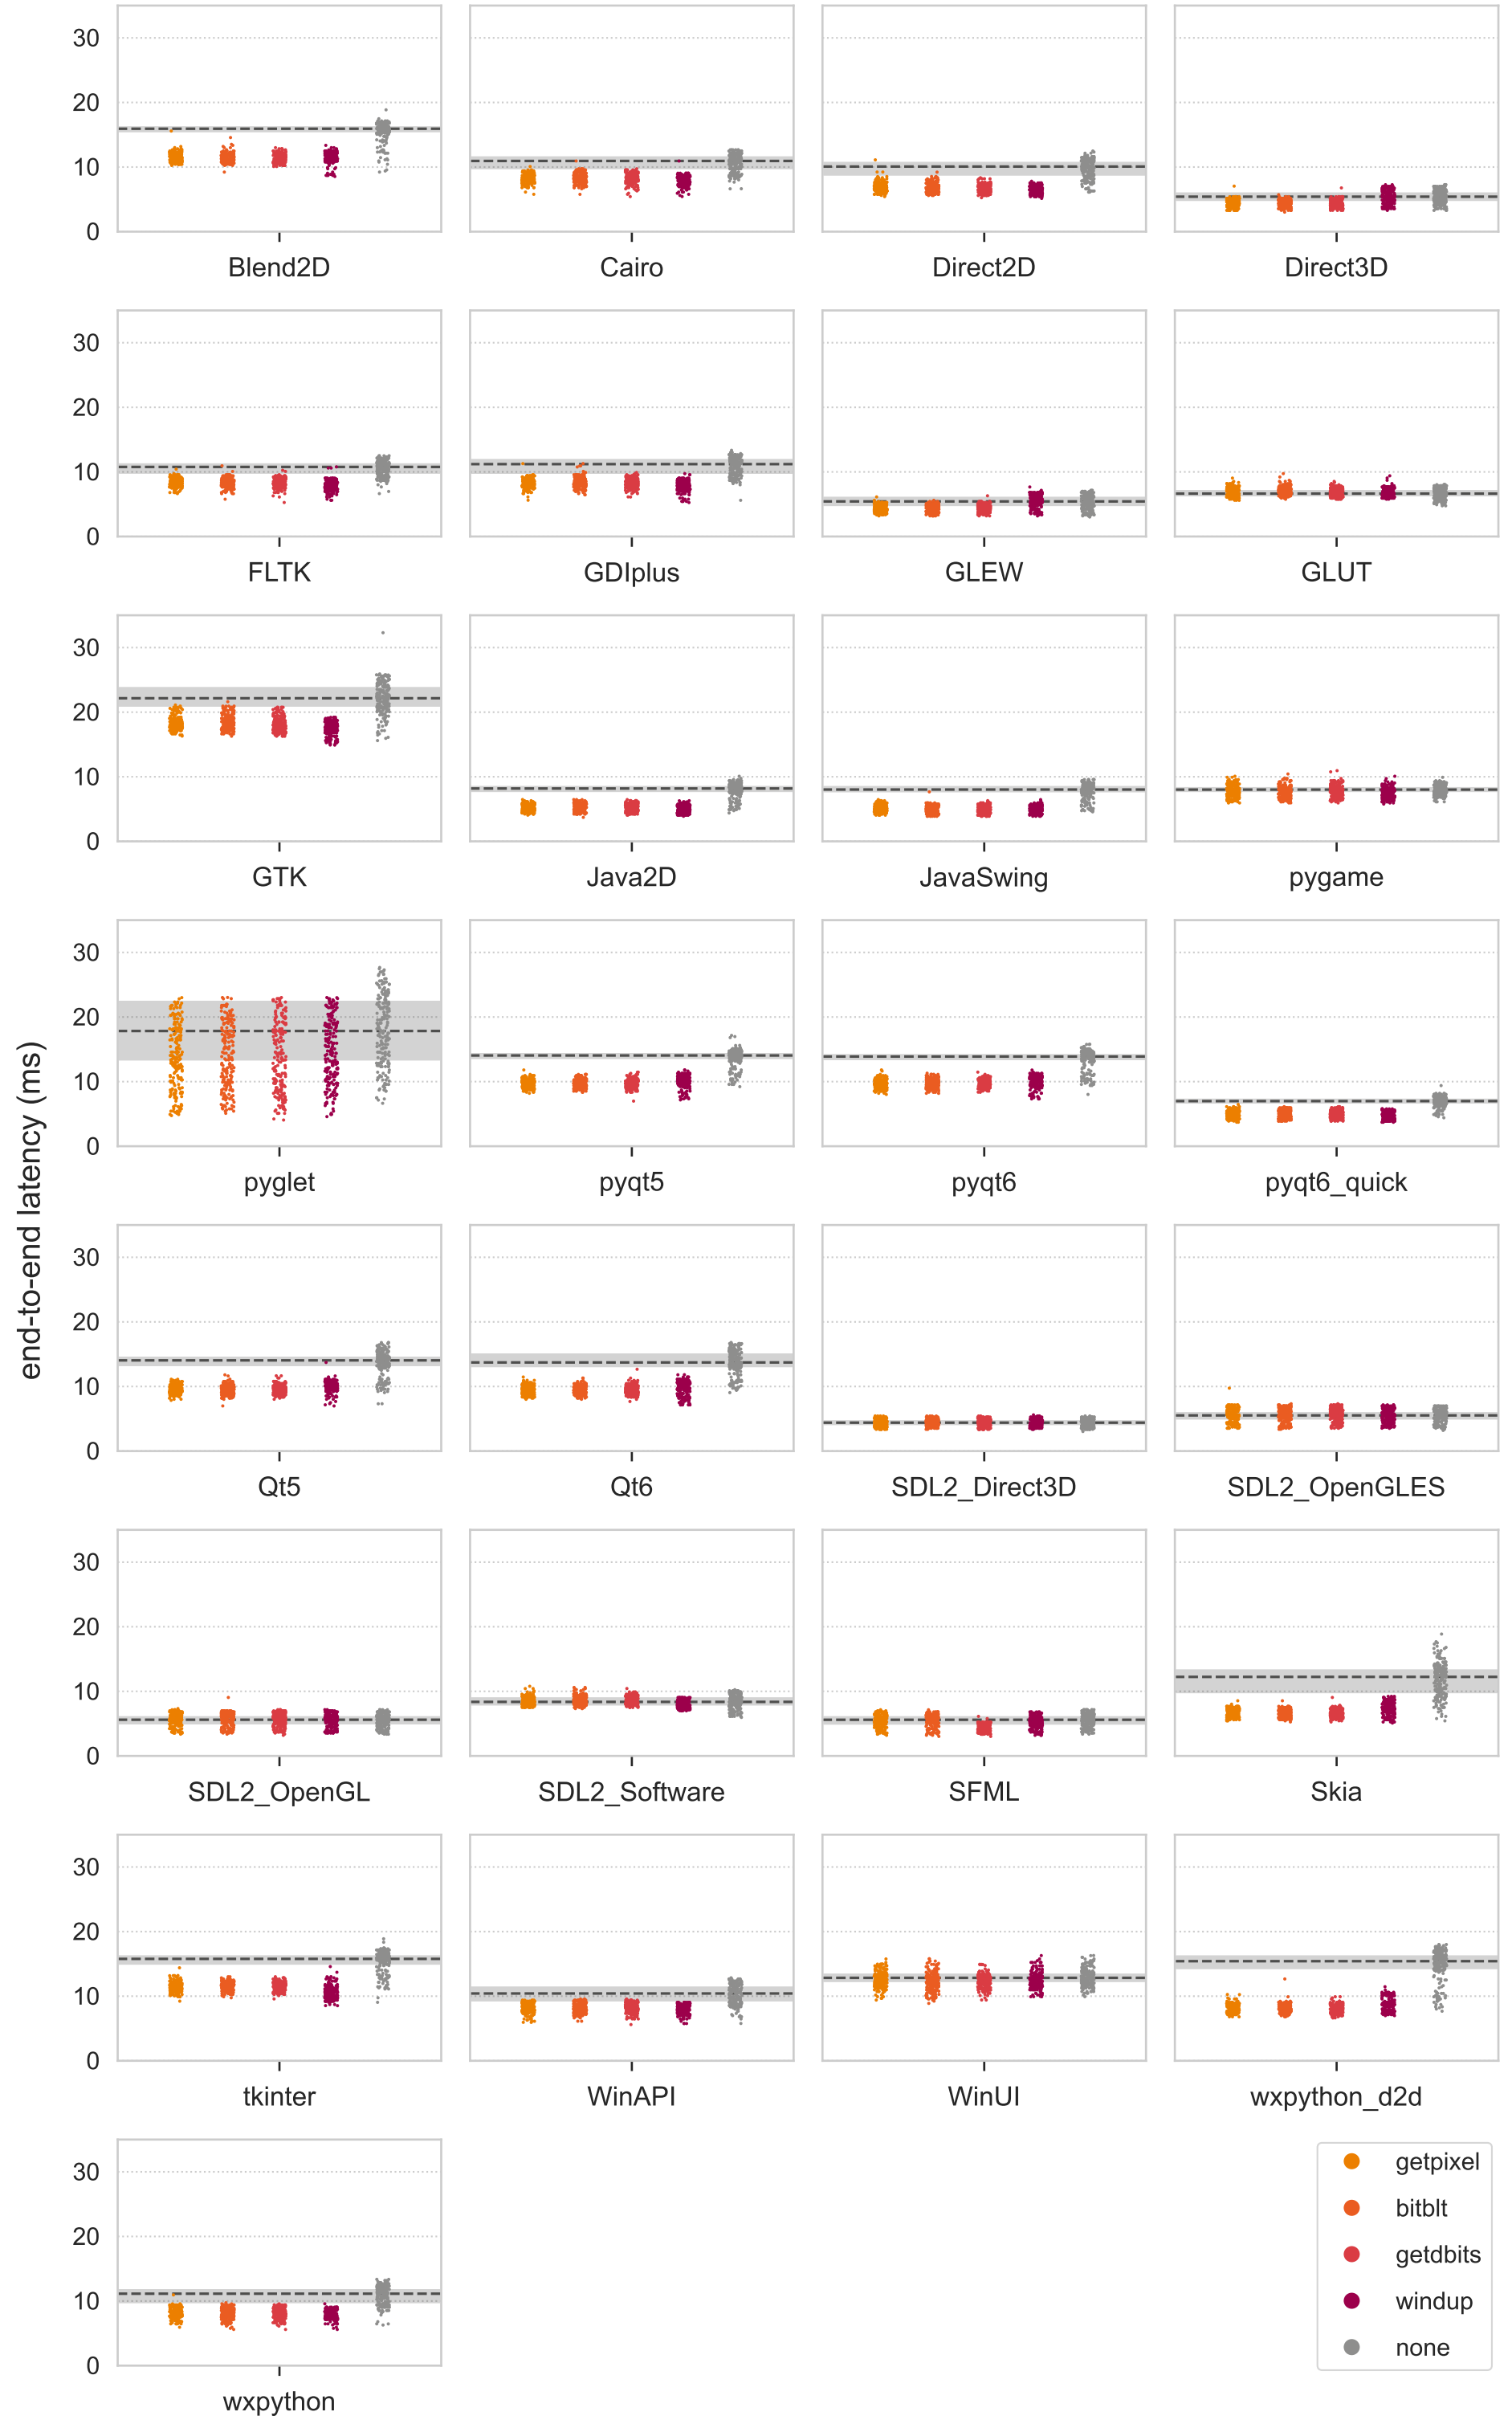 30
20
10
0
Blend2D
Cairo
Direct2D
Direct3D
30
20
10
0
FLTK
GDIplus
GLEW
GLUT
30
20
10
0
GTK
Java2D
JavaSwing
pygame
end-to-end latency (ms)
30
20
10
0
pyglet
pyqt5
pyqt6
pyqt6_quick
30
20
10
0
Qt5
Qt6
SDL2_Direct3D
SDL2_OpenGLES
30
20
10
0
SDL2_OpenGL
SDL2_Software
SFML
Skia
30
20
10
0
tkinter
WinAPI
WinUI
wxpython_d2d
30
20
10
0
wxpython
getpixel
bitblt
getdbits
windup
none